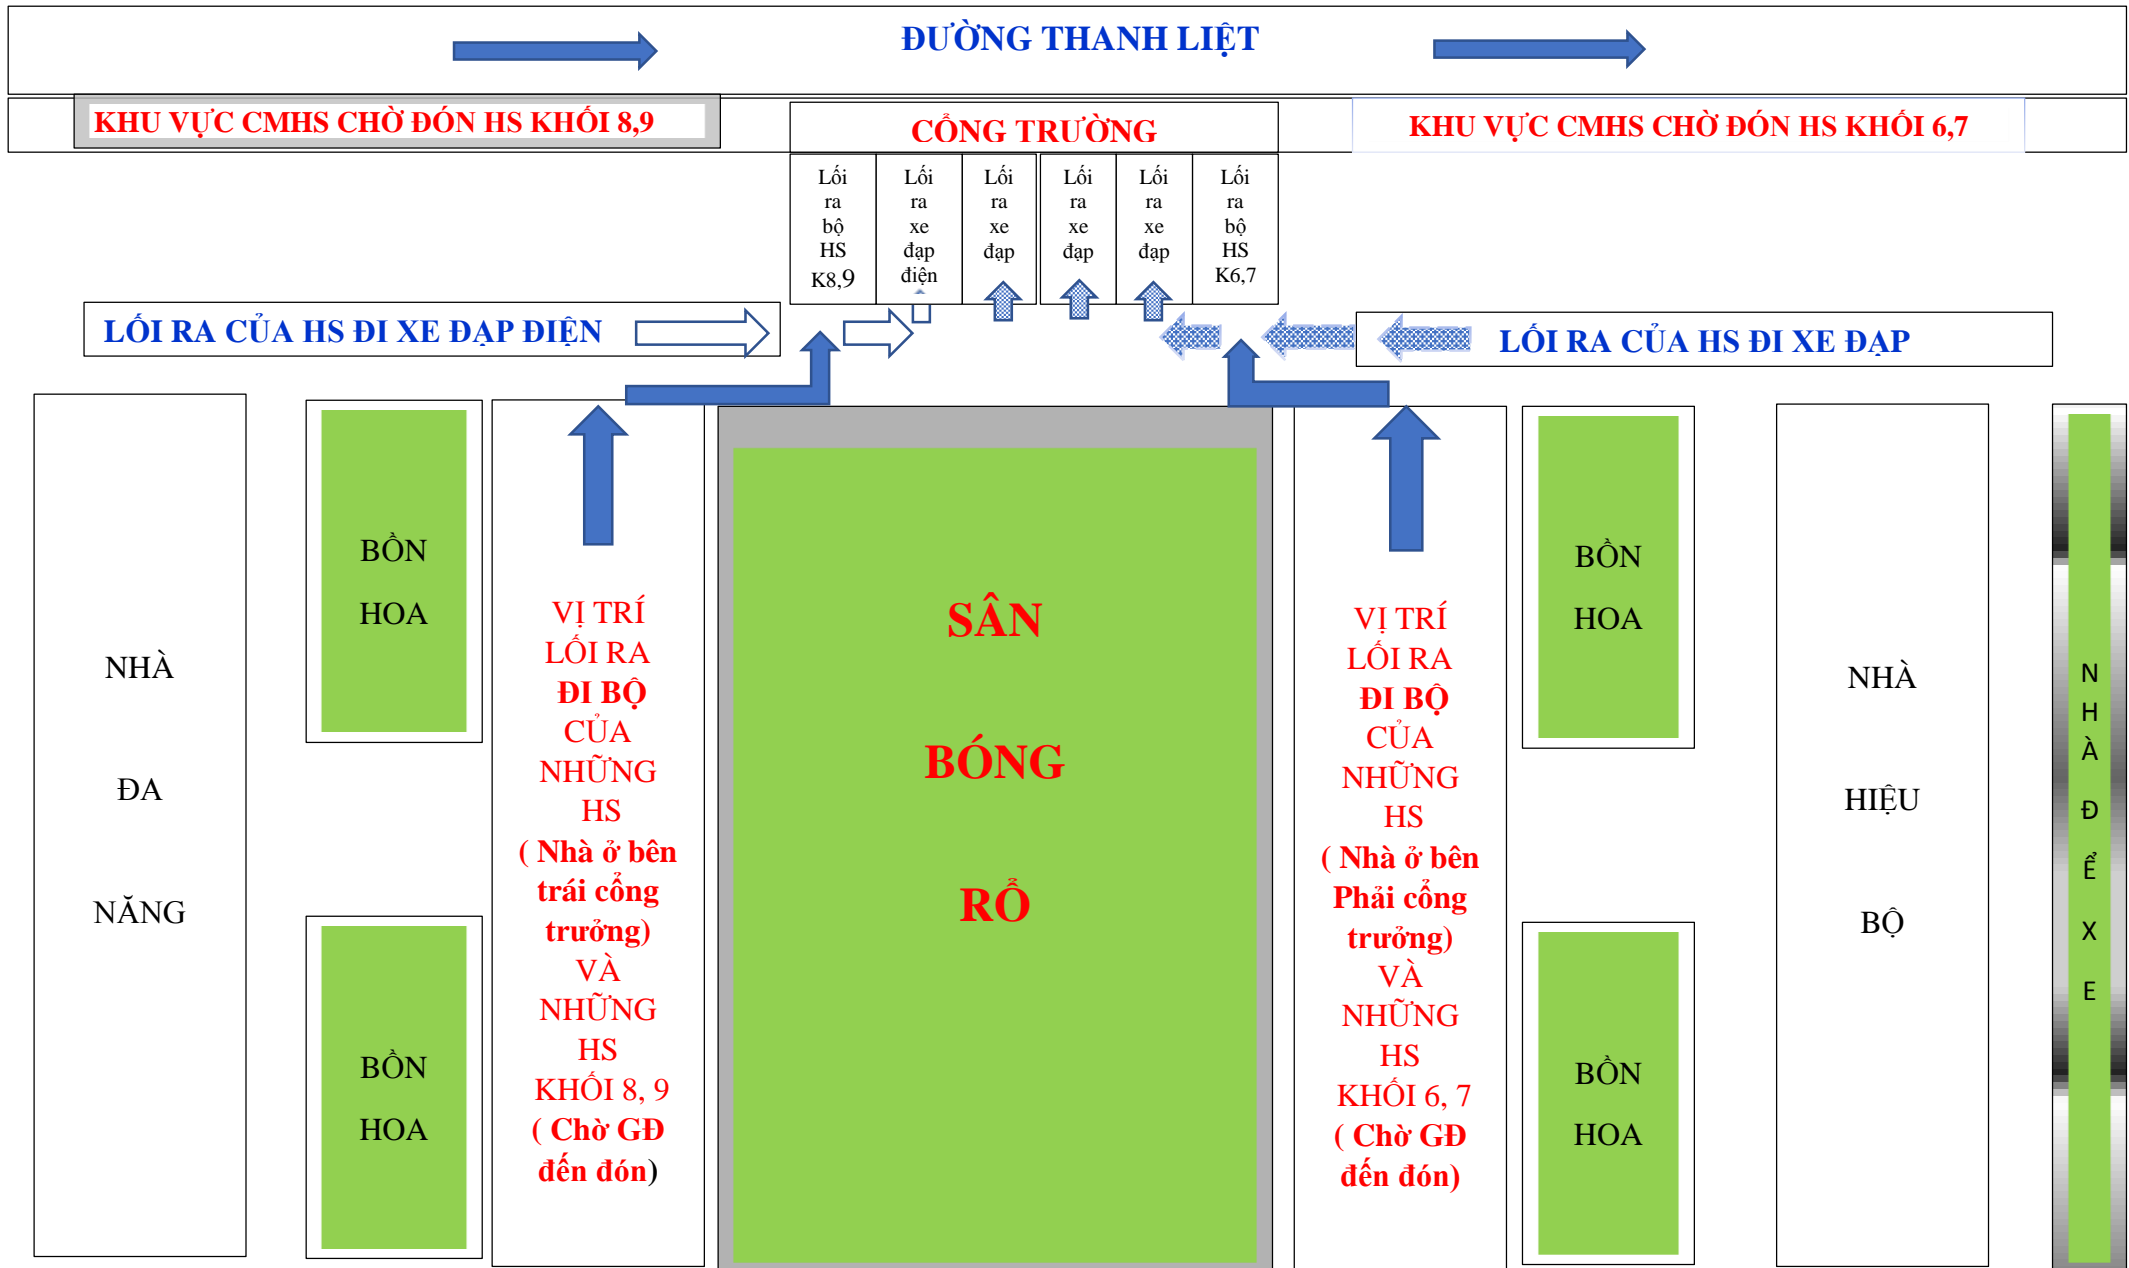 ĐƯỜNG THANH LIỆT
KHU VỰC CMHS CHỜ ĐÓN HS KHỐI 8,9
CỔNG TRƯỜNG
KHU VỰC CMHS CHỜ ĐÓN HS KHỐI 6,7
Lối
ra
bộ
HS
K8,9
Lối
ra
xe
đạp
điện
Lối
ra
xe
đạp
Lối
ra
xe
đạp
Lối
ra
xe
đạp
Lối
ra
bộ
HS
K6,7
LỐI RA CỦA HS ĐI XE ĐẠP ĐIỆN
LỐI RA CỦA HS ĐI XE ĐẠP
NHÀ
ĐA
NĂNG
BỒN
HOA
BỒN
HOA
VỊ TRÍ
LỐI RA
ĐI BỘ
CỦA
NHỮNG
HS
( Nhà ở bên
trái cổng
trưởng)
VÀ
NHỮNG
HS
KHỐI 8, 9
( Chờ GĐ
đến đón)
SÂN
BÓNG
RỔ
VỊ TRÍ
LỐI RA
ĐI BỘ
CỦA
NHỮNG
HS
( Nhà ở bên
Phải cổng
trưởng)
VÀ
NHỮNG
HS
KHỐI 6, 7
( Chờ GĐ
đến đón)
BỒN
HOA
BỒN
HOA
NHÀ
HIỆU
BỘ
N
H
À
Đ
Ể
X
E